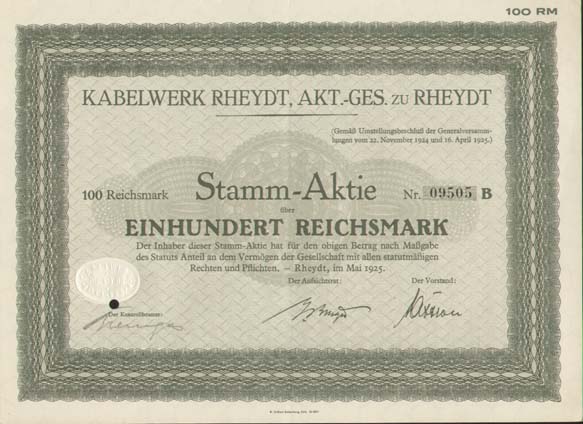 100 RM
KABELWERK RHEYDT, AKT.-GES. ZU RHEYDT
(Gemäß Umstellungsbeschluß der Generalversamm-
lungen vom 22. November 1924 und 16. April 1925.)
100 Reichsmark Stamm-Aktie Nr. 09505 B
über
EINHUNDERT REICHSMARK
Der Inhaber dieser Stamm-Aktie hat für den obigen Betrag nach Maßgabe
des Statuts Anteil an dem Vermögen der Gesellschaft mit allen statutmäßigen
Rechten und Pflichten. – Rheydt, im Mai 1925.
Der Aufsichtsrat: Der Vorstand:
Der Kontrollbeamte: